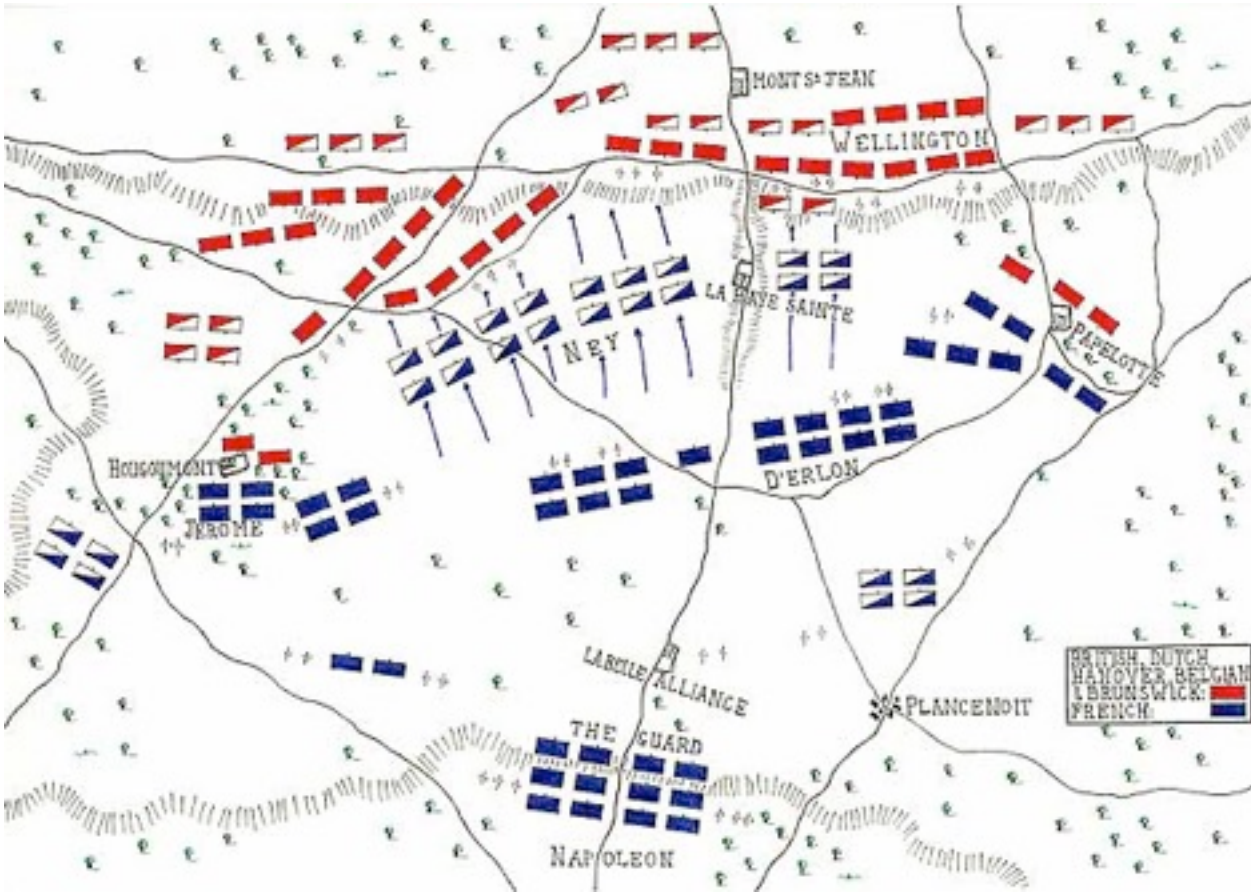 MONT St JEAN
WELLINGTON
LA HAYE SAINTE
NEY
PAPELOTTE
HOUGOUMONT
D'ERLON
JEROME
LA BELLE ALLIANCE
BRITISH, DUTCH,
HANOVER, BELGIAN
& BRUNSWICK:
FRENCH:
PLANCENOIT
THE GUARD
NAPOLEON